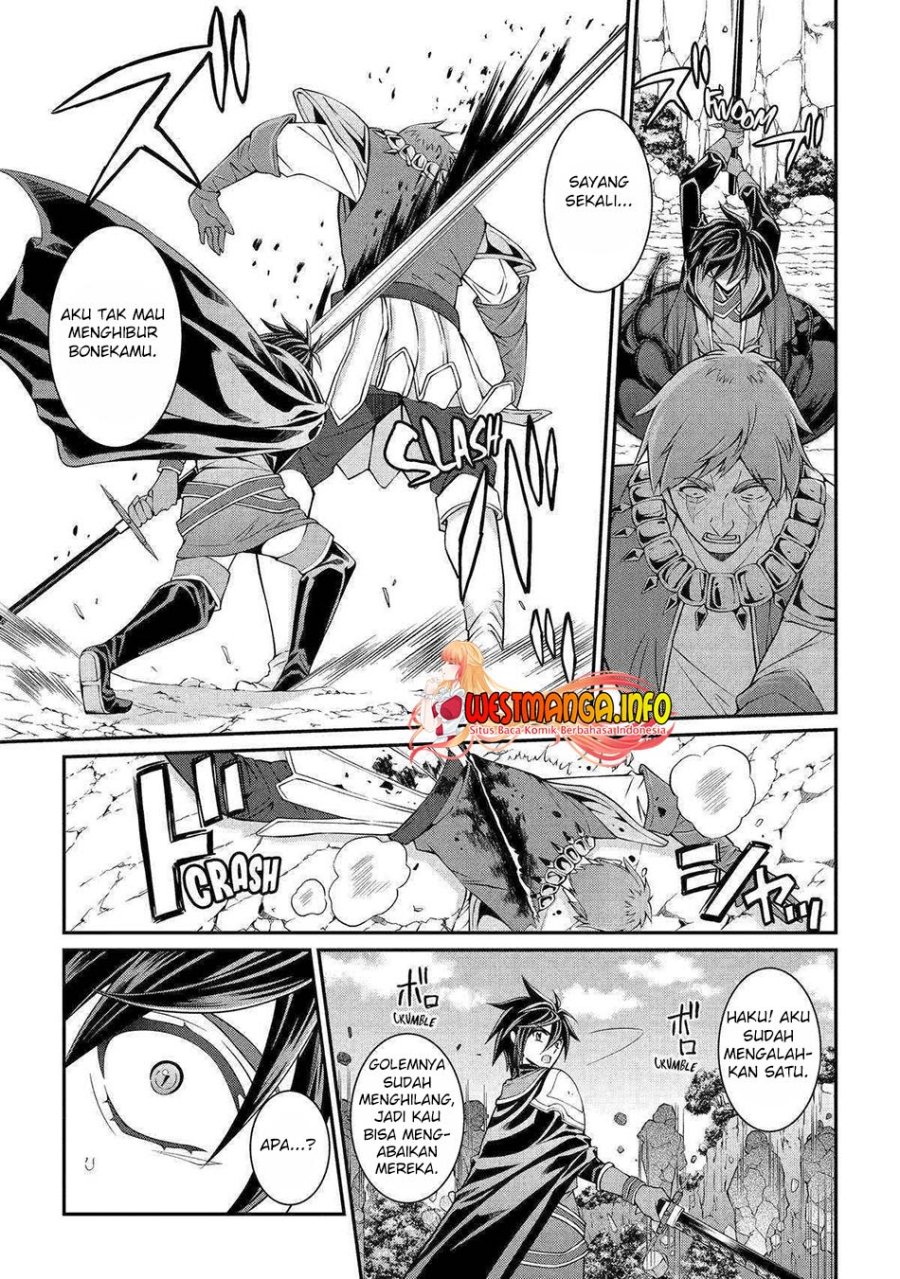 ズ
ズ
FWOOM
SAYANG
SEKALI...
ズ
ズ
AKU TAK MAU
MENGHIBUR
BONEKAMU.
SLASH
WESTMANGA.INFO
Situs Baca Komik Berbahasa Indonesia
シャッ
ド
CRASH
ボロ
CRUMBLE
HAKU! AKU
SUDAH
MENGALAH-
KAN SATU.
ボロ
CRUMBLE
GOLEMNYA
SUDAH
MENGHILANG,
JADI KAU
BISA MENG-
ABAIKAN
MEREKA.
APA...?